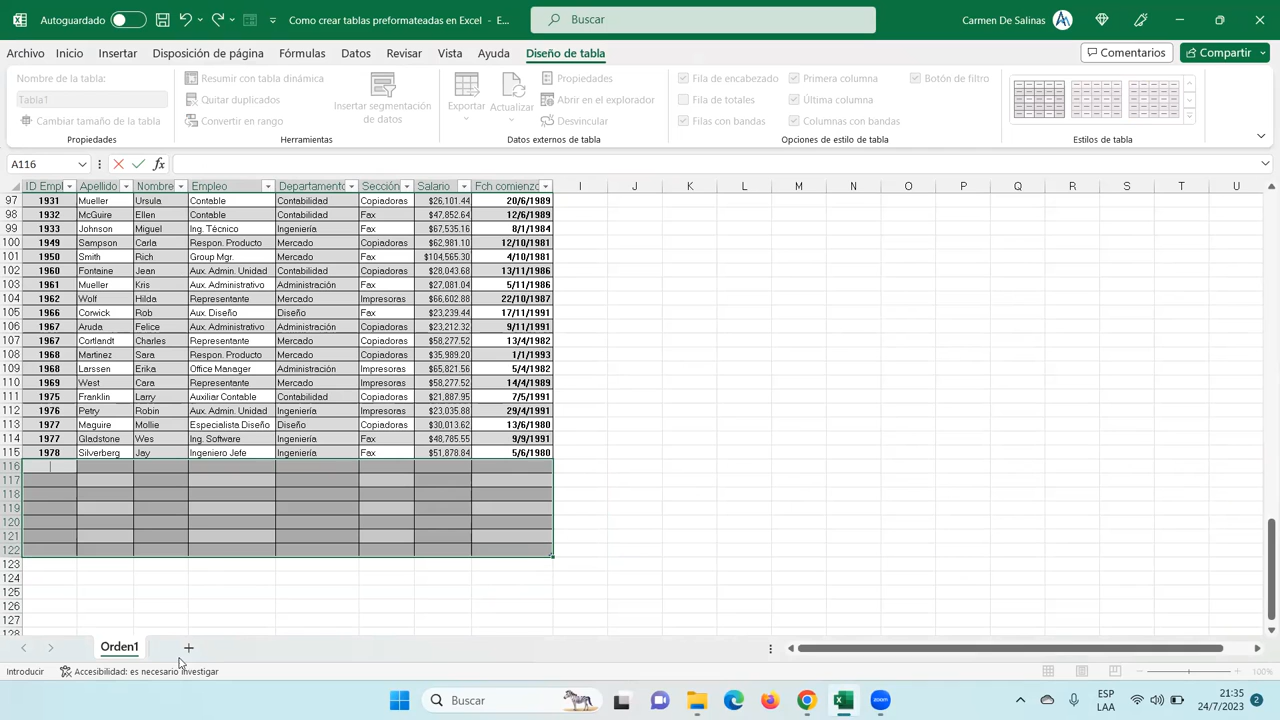 Autoguardado
Como crear tablas preformateadas en Excel - E...
Buscar
Carmen De Salinas
Archivo Inicio Insertar Disposición de página Fórmulas Datos Revisar Vista Ayuda Diseño de tabla
Comentarios
Compartir
Nombre de la tabla:
Tabla1
Cambiar tamaño de la tabla
Propiedades
Resumir con tabla dinámica
Quitar duplicados
Convertir en rango
Insertar segmentación
de datos
Herramientas
Exportar
Actualizar
Propiedades
Abrir en el explorador
Desvincular
Datos externos de tabla
Fila de encabezado
Fila de totales
Filas con bandas
Primera columna
Última columna
Columnas con bandas
Botón de filtro
Opciones de estilo de tabla
Estilos de tabla
A116 fx
ID Empl Apellido Nombre Empleo Departamento Sección Salario Fch comienzo I J K L M N O P Q R S T U
97 1931 Mueller Ursula Contable Contabilidad Copiadoras $26,101.44 20/6/1989
98 1932 McGuire Ellen Contable Contabilidad Fax $47,852.64 12/6/1989
99 1933 Johnson Miguel Ing. Técnico Ingeniería Fax $67,535.16 8/1/1984
100 1949 Sampson Carla Respon. Producto Mercado Copiadoras $62,981.10 12/10/1981
101 1950 Smith Rich Group Mgr. Mercado Fax $104,565.30 4/10/1981
102 1960 Fontaine Jean Aux. Admin. Unidad Contabilidad Copiadoras $28,043.68 13/11/1986
103 1961 Mueller Kris Aux. Administrativo Administración Fax $27,081.04 5/11/1986
104 1962 Wolf Hilda Representante Mercado Impresoras $66,602.88 22/10/1987
105 1966 Corwick Rob Aux. Diseño Diseño Fax $23,239.44 17/11/1991
106 1967 Aruda Felice Aux. Administrativo Administración Copiadoras $23,212.32 9/11/1991
107 1967 Cortlandt Charles Representante Mercado Copiadoras $58,277.52 13/4/1982
108 1968 Martinez Sara Respon. Producto Mercado Copiadoras $35,989.20 1/1/1993
109 1968 Larssen Erika Office Manager Administración Impresoras $65,821.56 5/4/1982
110 1969 West Cara Representante Mercado Impresoras $58,277.52 14/4/1989
111 1975 Franklin Larry Auxiliar Contable Contabilidad Copiadoras $21,887.95 7/5/1991
112 1976 Petry Robin Aux. Admin. Unidad Ingeniería Impresoras $23,035.88 29/4/1991
113 1977 Maguire Mollie Especialista Diseño Diseño Copiadoras $30,013.62 13/6/1980
114 1977 Gladstone Wes Ing. Software Ingeniería Fax $48,785.55 9/9/1991
115 1978 Silverberg Jay Ingeniero Jefe Ingeniería Fax $51,878.84 5/6/1980
116
117
118
119
120
121
122
123
124
125
126
127
128
Orden1
Introducir Accesibilidad: es necesario investigar 100%
Buscar
zoom
ESP
LAA
21:35
24/7/2023
2